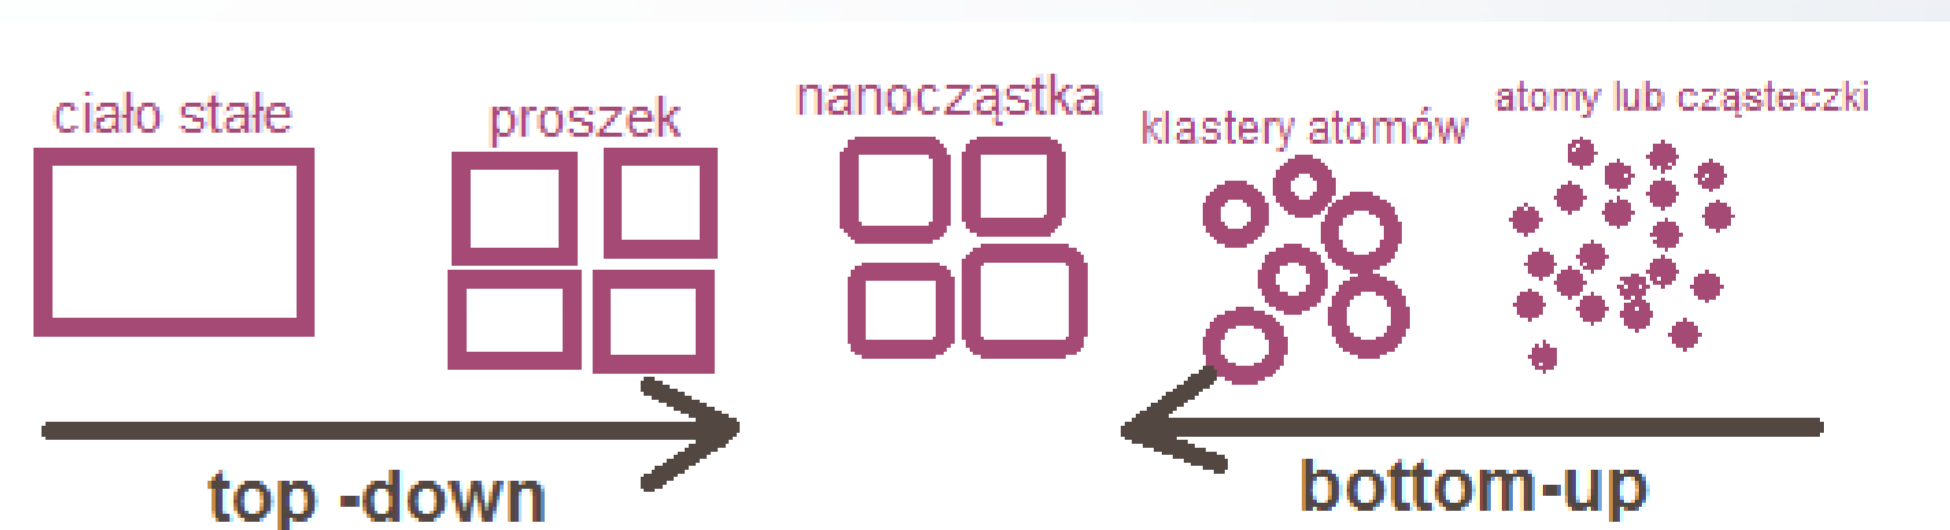 ciało stałe
proszek
nanocząstka
klastery atomów
atomy lub cząsteczki
top -down
bottom-up